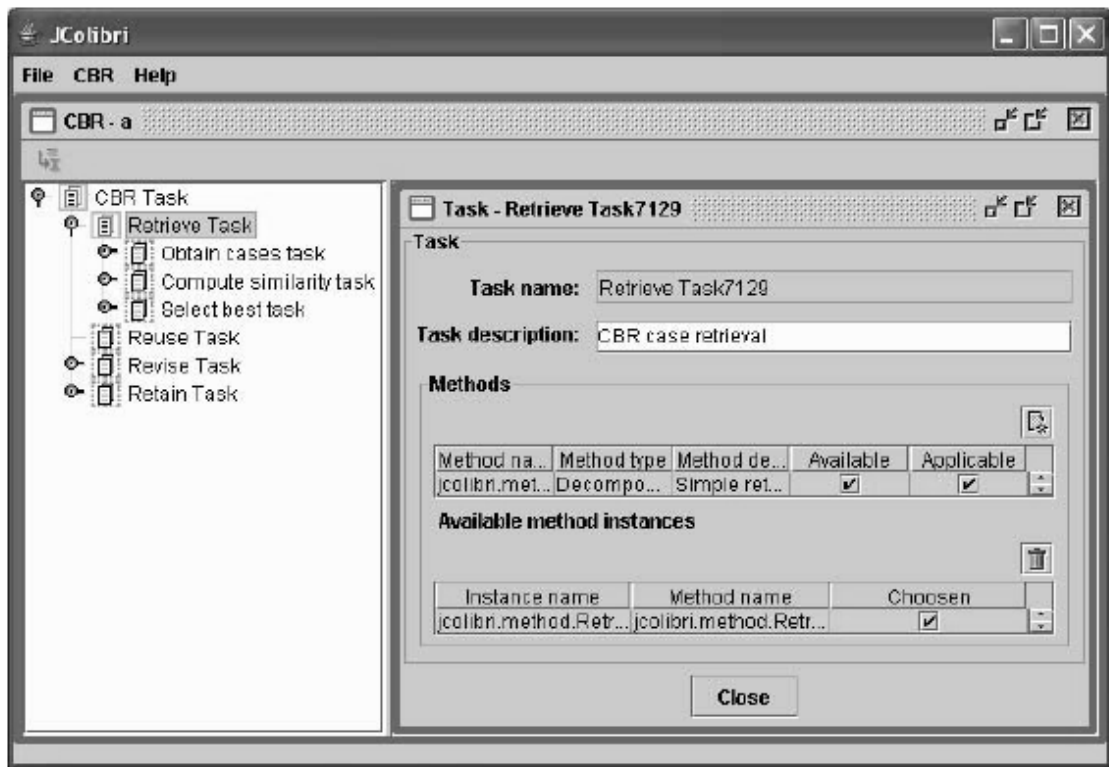 JColibri
File CBR Help
CBR - a
CBR Task
Retrieve Task
Obtain cases task
Compute similarity task
Select best task
Reuse Task
Revise Task
Retain Task
Task - Retrieve Task7129
Task
Task name: Retrieve Task7129
Task description: CBR case retrieval
Methods
Method na... Method type Method de... Available Applicable
jcolibri.met... Decompo... Simple ret...
Available method instances
Instance name Method name Choosen
jcolibri.method.Retr... jcolibri.method.Retr...
Close